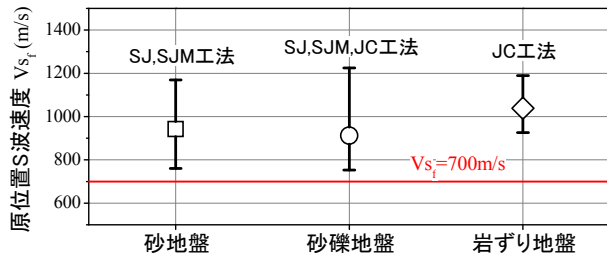 原位置S波速度 Vs_f (m/s)
1400
1200
1000
800
600
SJ,SJM工法
SJ,SJM,JC工法
JC工法
Vs_f=700m/s
砂地盤
砂礫地盤
岩ずり地盤